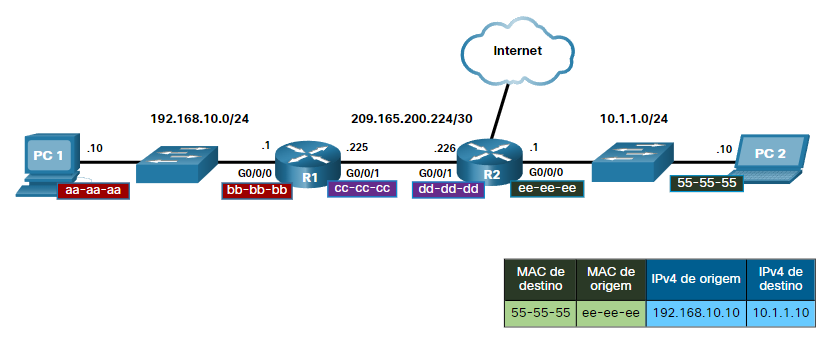 Internet
192.168.10.0/24
209.165.200.224/30
10.1.1.0/24
PC 1
.10
.1
.225
.226
.1
.10
PC 2
G0/0/0
R1
G0/0/1
G0/0/1
R2
G0/0/0
aa-aa-aa
bb-bb-bb
cc-cc-cc
dd-dd-dd
ee-ee-ee
55-55-55
MAC de destino
MAC de origem
IPv4 de origem
IPv4 de destino
55-55-55
ee-ee-ee
192.168.10.10
10.1.1.10